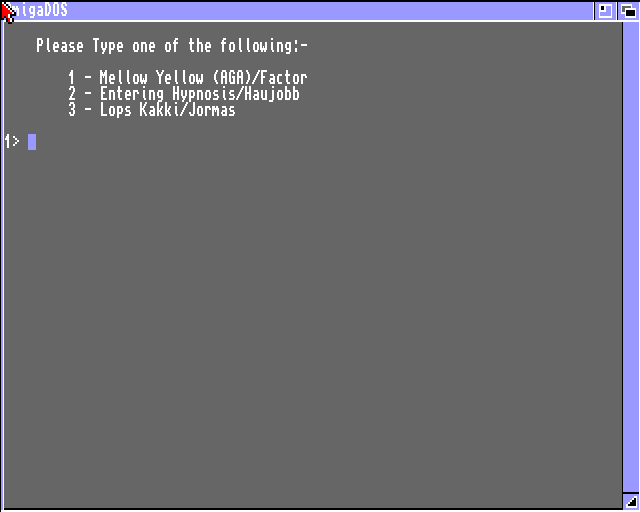 migaDOS
Please Type one of the following:-
1 - Mellow Yellow (AGA)/Factor
2 - Entering Hypnosis/Haujobb
3 - Lops Kakki/Jormas
1>